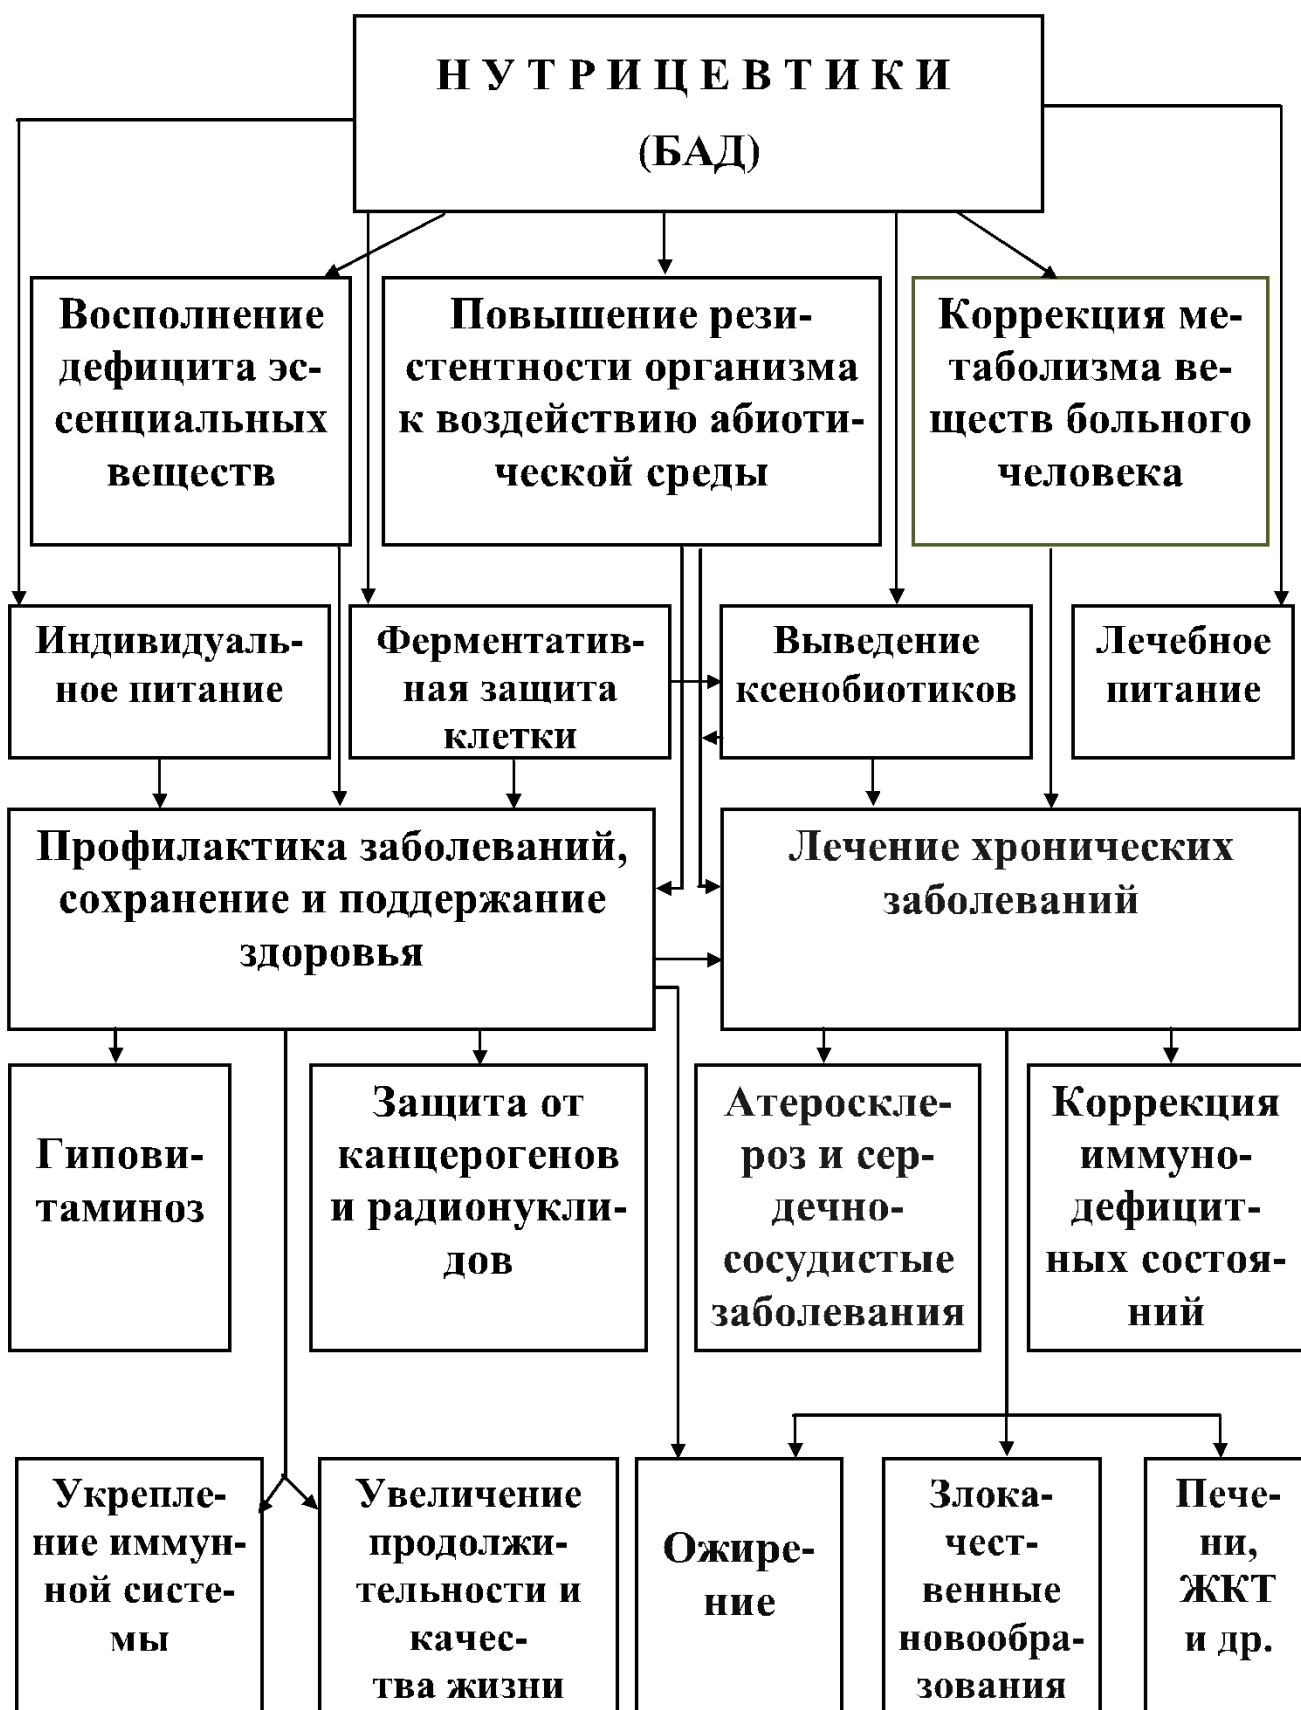 Н У Т Р И Ц Е В Т И К И
(БАД)
Восполнение
дефицита эс-
сенциальных
веществ
Повышение рези-
стентности организма
к воздействию абиоти-
ческой среды
Коррекция ме-
таболизма ве-
ществ больного
человека
Индивидуаль-
ное питание
Ферментатив-
ная защита
клетки
Выведение
ксенобиотиков
Лечебное
питание
Профилактика заболеваний,
сохранение и поддержание
здоровья
Лечение хронических
заболеваний
Гипови-
таминоз
Защита от
канцерогенов
и радионукли-
дов
Атероскле-
роз и сер-
дечно-
сосудистые
заболевания
Коррекция
иммуно-
дефицит-
ных состоя-
ний
Укрепле-
ние иммун-
ной систе-
мы
Увеличение
продолжи-
тельности и
качес-
тва жизни
Ожире-
ние
Злока-
чест-
венные
новообра-
зования
Пече-
ни,
ЖКТ
и др.